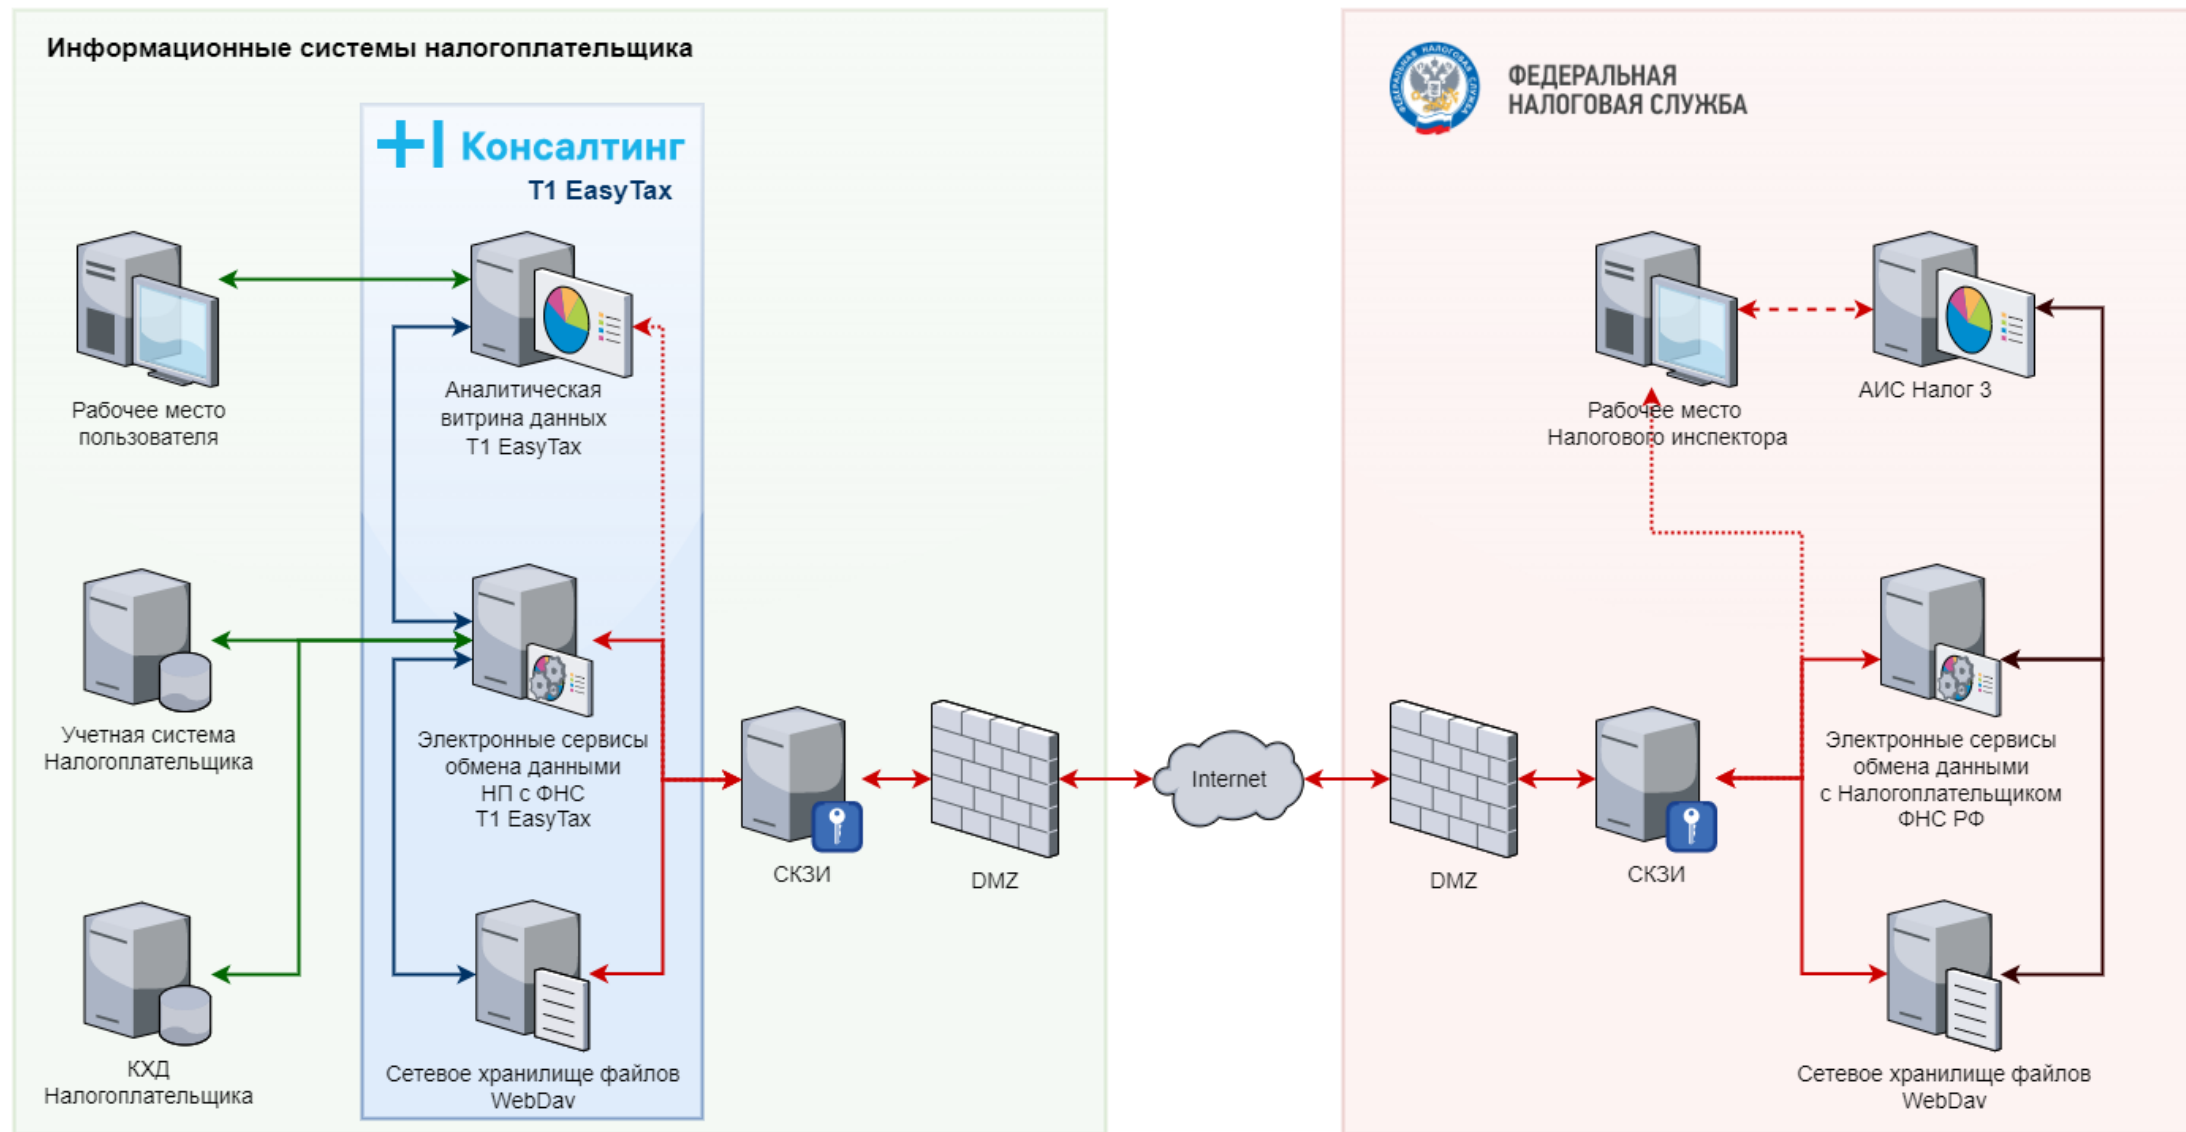 Информационные системы налогоплательщика
Консалтинг
T1 EasyTax
ФЕДЕРАЛЬНАЯ
НАЛОГОВАЯ СЛУЖБА
ФЕДЕРАЛЬНАЯ НАЛОГОВАЯ СЛУЖБА
Рабочее место
пользователя
Аналитическая
витрина данных
T1 EasyTax
Рабочее место
Налогового инспектора
АИС Налог 3
Учетная система
Налогоплательщика
Электронные сервисы
обмена данными
НП с ФНС
T1 EasyTax
СКЗИ
DMZ
Internet
DMZ
СКЗИ
Электронные сервисы
обмена данными
с Налогоплательщиком
ФНС РФ
КХД
Налогоплательщика
Сетевое хранилище файлов
WebDav
Сетевое хранилище файлов
WebDav